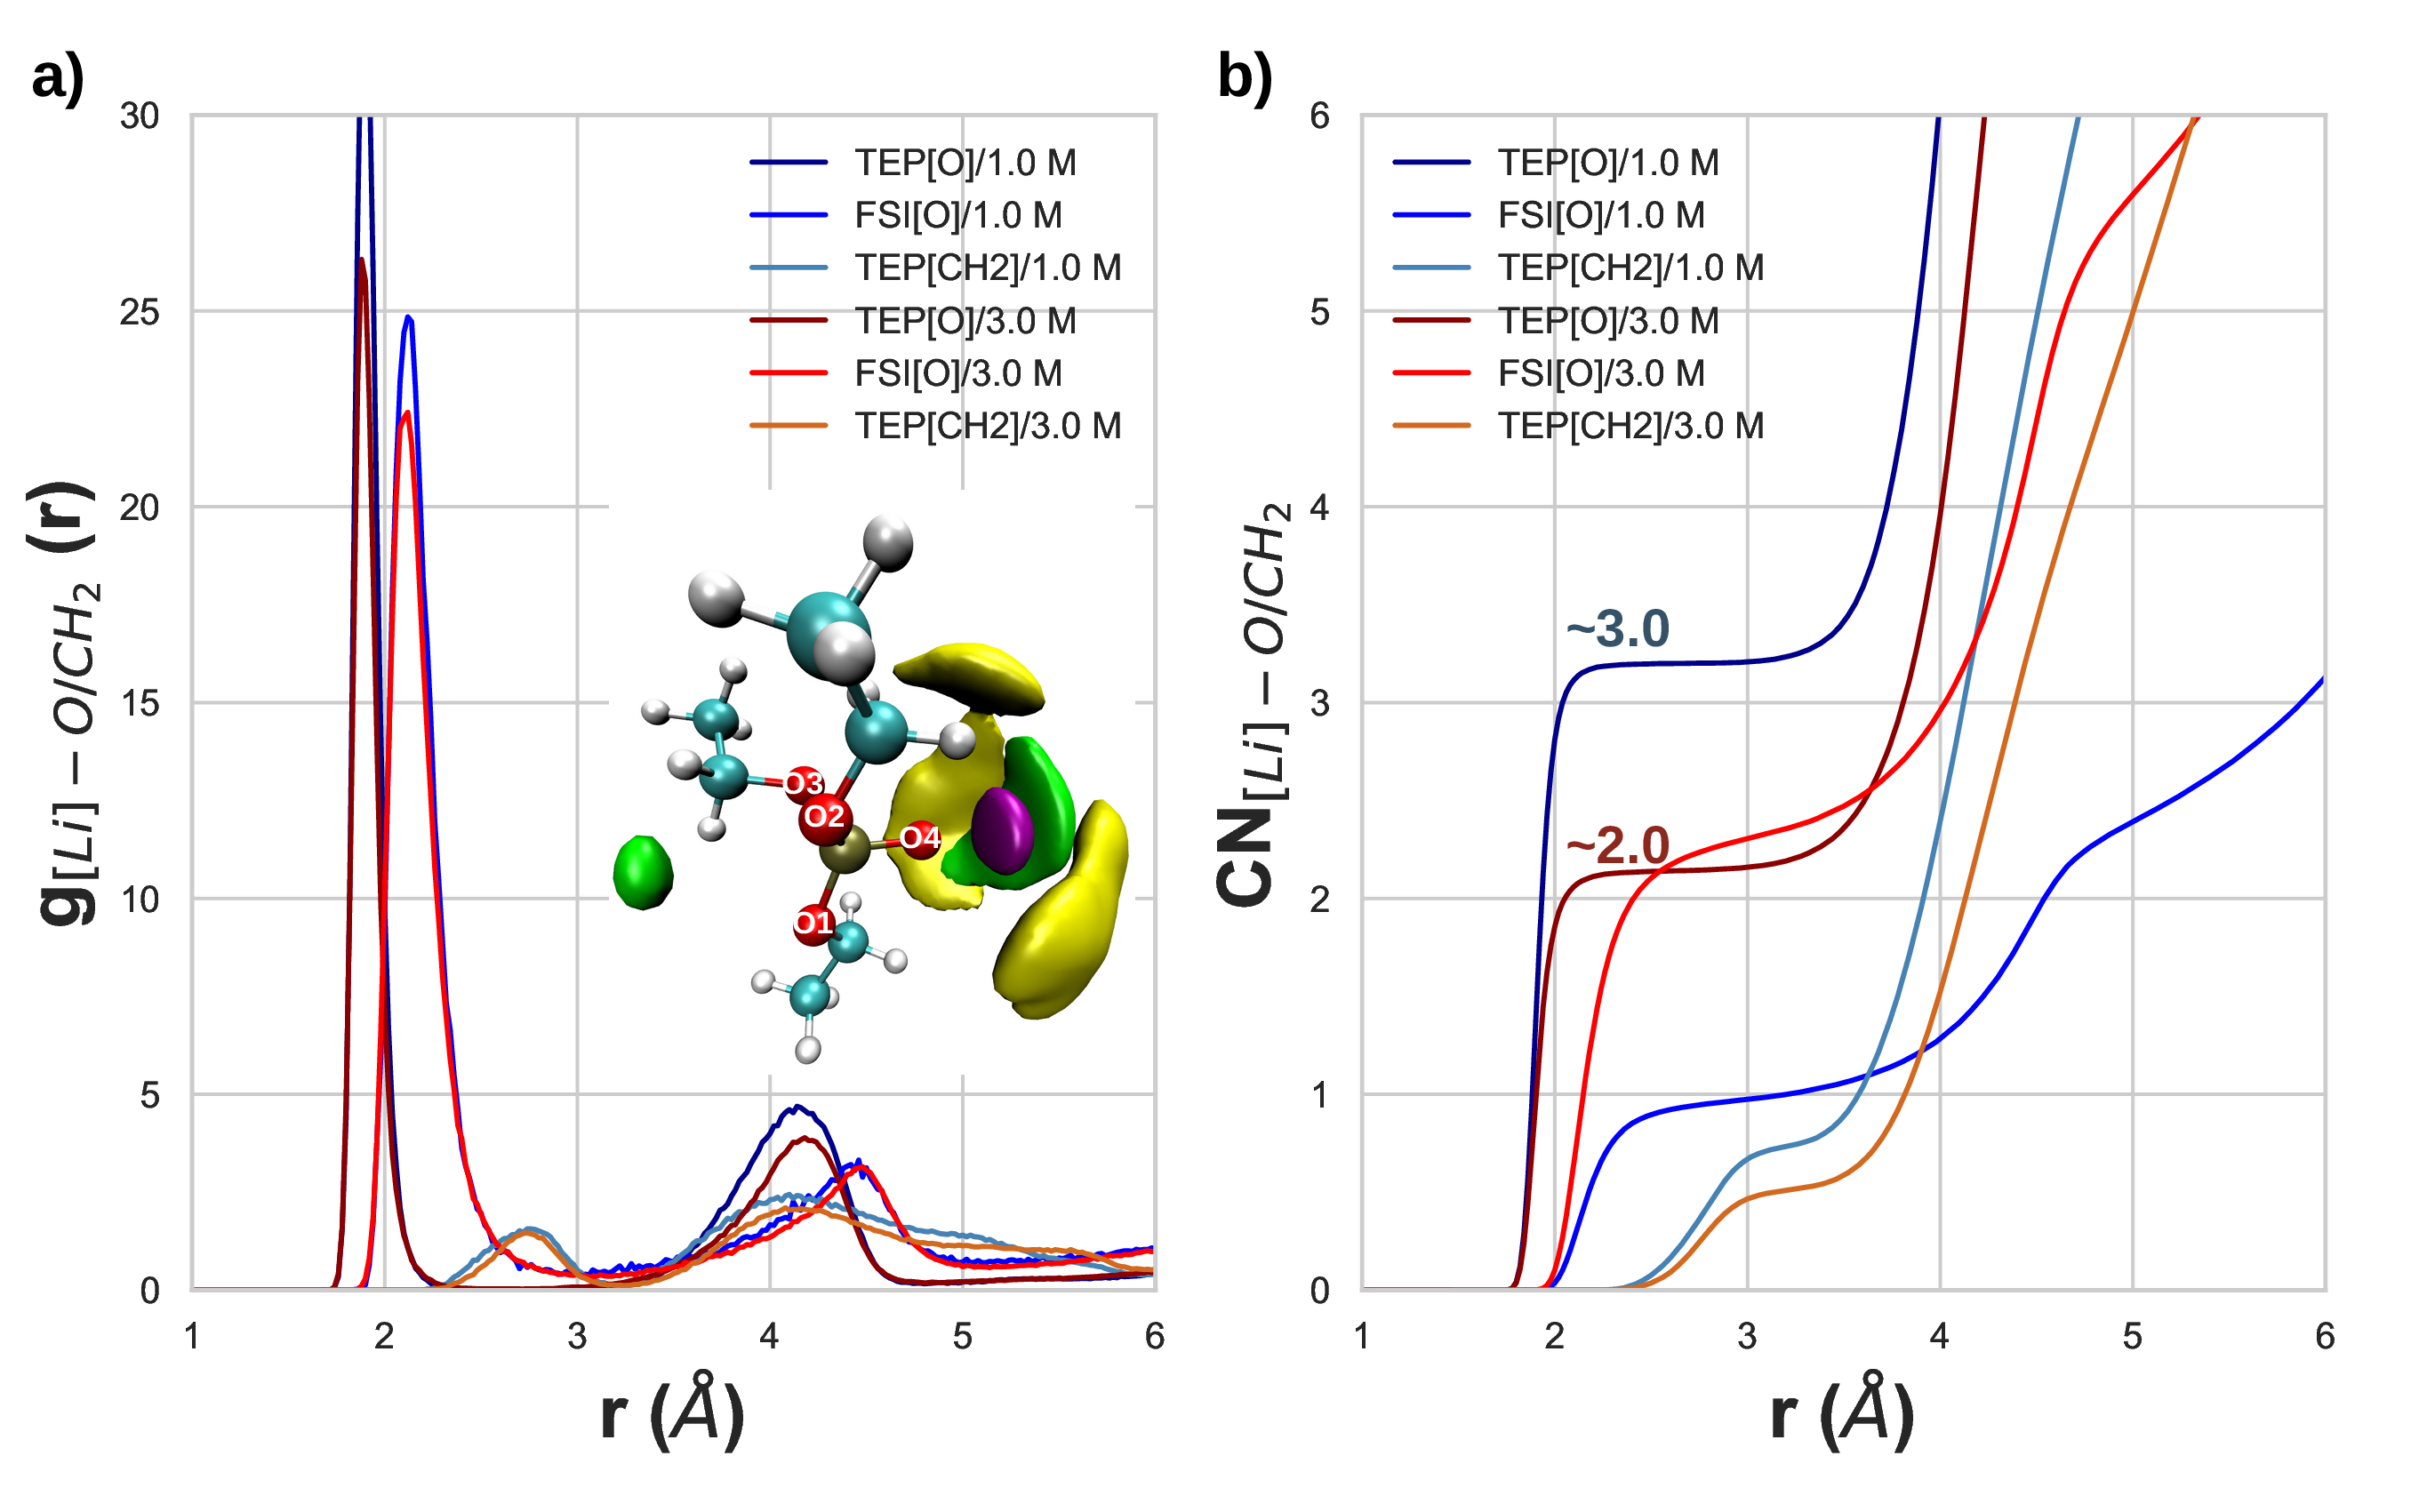 a)
g[Li] − O/CH2 (r)
30
25
20
15
10
5
0
TEP[O]/1.0 M
FSI[O]/1.0 M
TEP[CH2]/1.0 M
TEP[O]/3.0 M
FSI[O]/3.0 M
TEP[CH2]/3.0 M
O3
O2
O4
O1
1 2 3 4 5 6
r (Å)
b)
CN[Li] − O/CH2
6
5
4
3
2
1
0
TEP[O]/1.0 M
FSI[O]/1.0 M
TEP[CH2]/1.0 M
TEP[O]/3.0 M
FSI[O]/3.0 M
TEP[CH2]/3.0 M
~3.0
~2.0
1 2 3 4 5 6
r (Å)